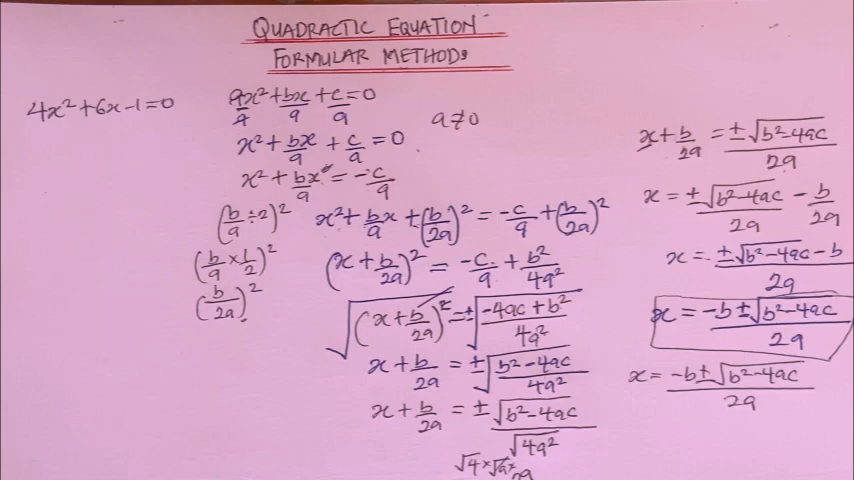 QUADRACTIC EQUATION
FORMULAR METHOD
4x² + 6x - 1 = 0
ax²/a + bx/a + c/a = 0
a ≠ 0
x² + bx/a + c/a = 0
x² + bx/a = -c/a
(b/a ÷ 2)²
x² + b/a x + (b/2a)² = -c/a + (b/2a)²
(b/a × 1/2)²
(x + b/2a)² = -c/a + b²/4a²
(b/2a)²
√(x + b/2a)² = ±√(-4ac + b²)/4a²
x + b/2a = ±√(b² - 4ac)/4a²
x + b/2a = ±√(b² - 4ac)/√4a²
√4 × √a²
2a
x + b/2a = ±√(b² - 4ac)/2a
x = ±√(b² - 4ac)/2a - b/2a
x = ±√(b² - 4ac) - b/2a
x = -b ± √(b² - 4ac)/2a
x = -b ± √(b² - 4ac)/2a